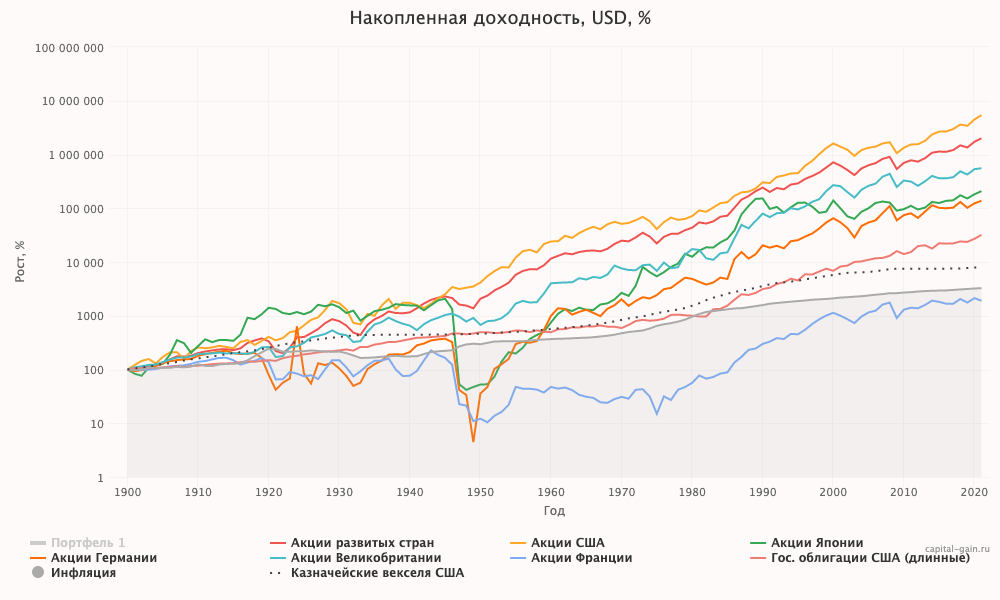 Накопленная доходность, USD, %
100 000 000
10 000 000
1 000 000
100 000
10 000
1000
100
10
1
Рост, %
1900 1910 1920 1930 1940 1950 1960 1970 1980 1990 2000 2010 2020
Год
Портфель 1 Акции развитых стран Акции США Акции Японии
capital-gain.ru
Акции Германии Акции Великобритании Акции Франции Гос. облигации США (длинные)
Инфляция Казначейские векселя США